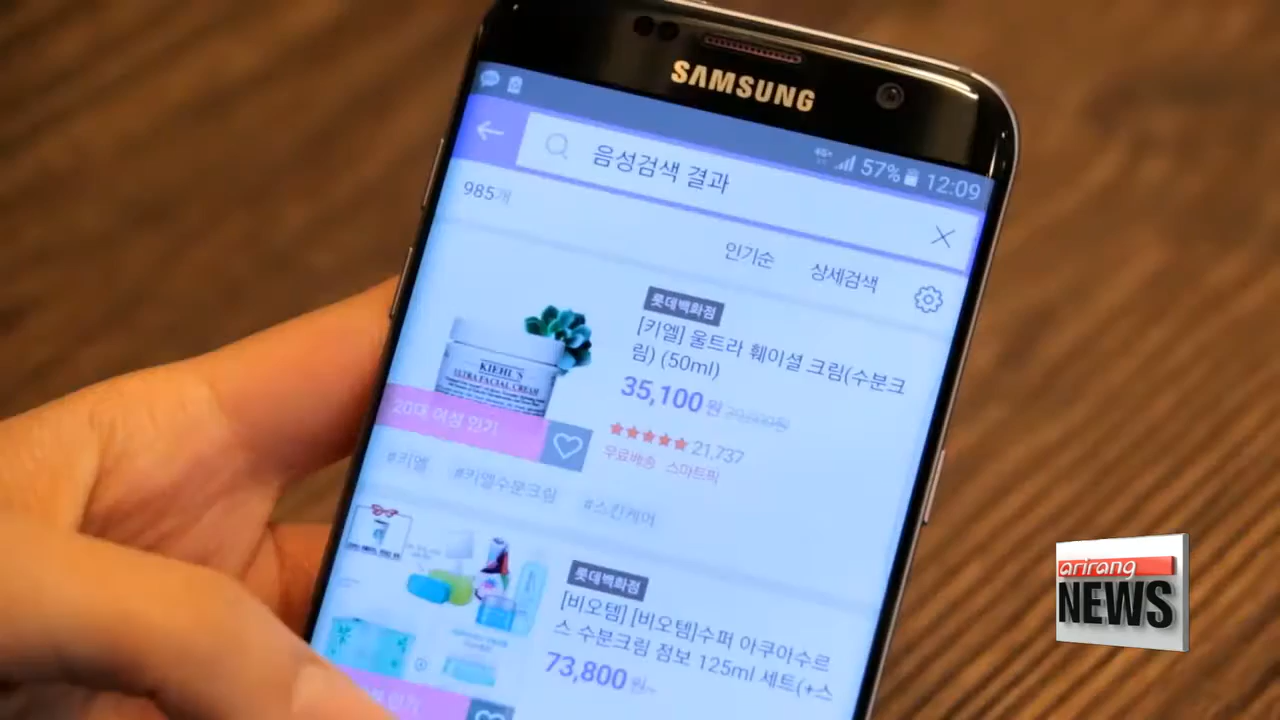 SAMSUNG
4G+ 57% 12:09
음성검색 결과
985개
인기순 상세검색
롯데백화점
[키엘] 울트라 훼이셜 크림(수분크
림) (50ml)
35,100원
21,737
무료배송 스마트픽
KIEHL'S
ULTRA FACIAL CREAM
20대 여성 인기
#키엘 #키엘수분크림 #스킨케어
롯데백화점
[비오템] [비오템]수퍼 아쿠아수르
스 수분크림 점보 125ml 세트(+스
73,800원~
인기
arirang
NEWS